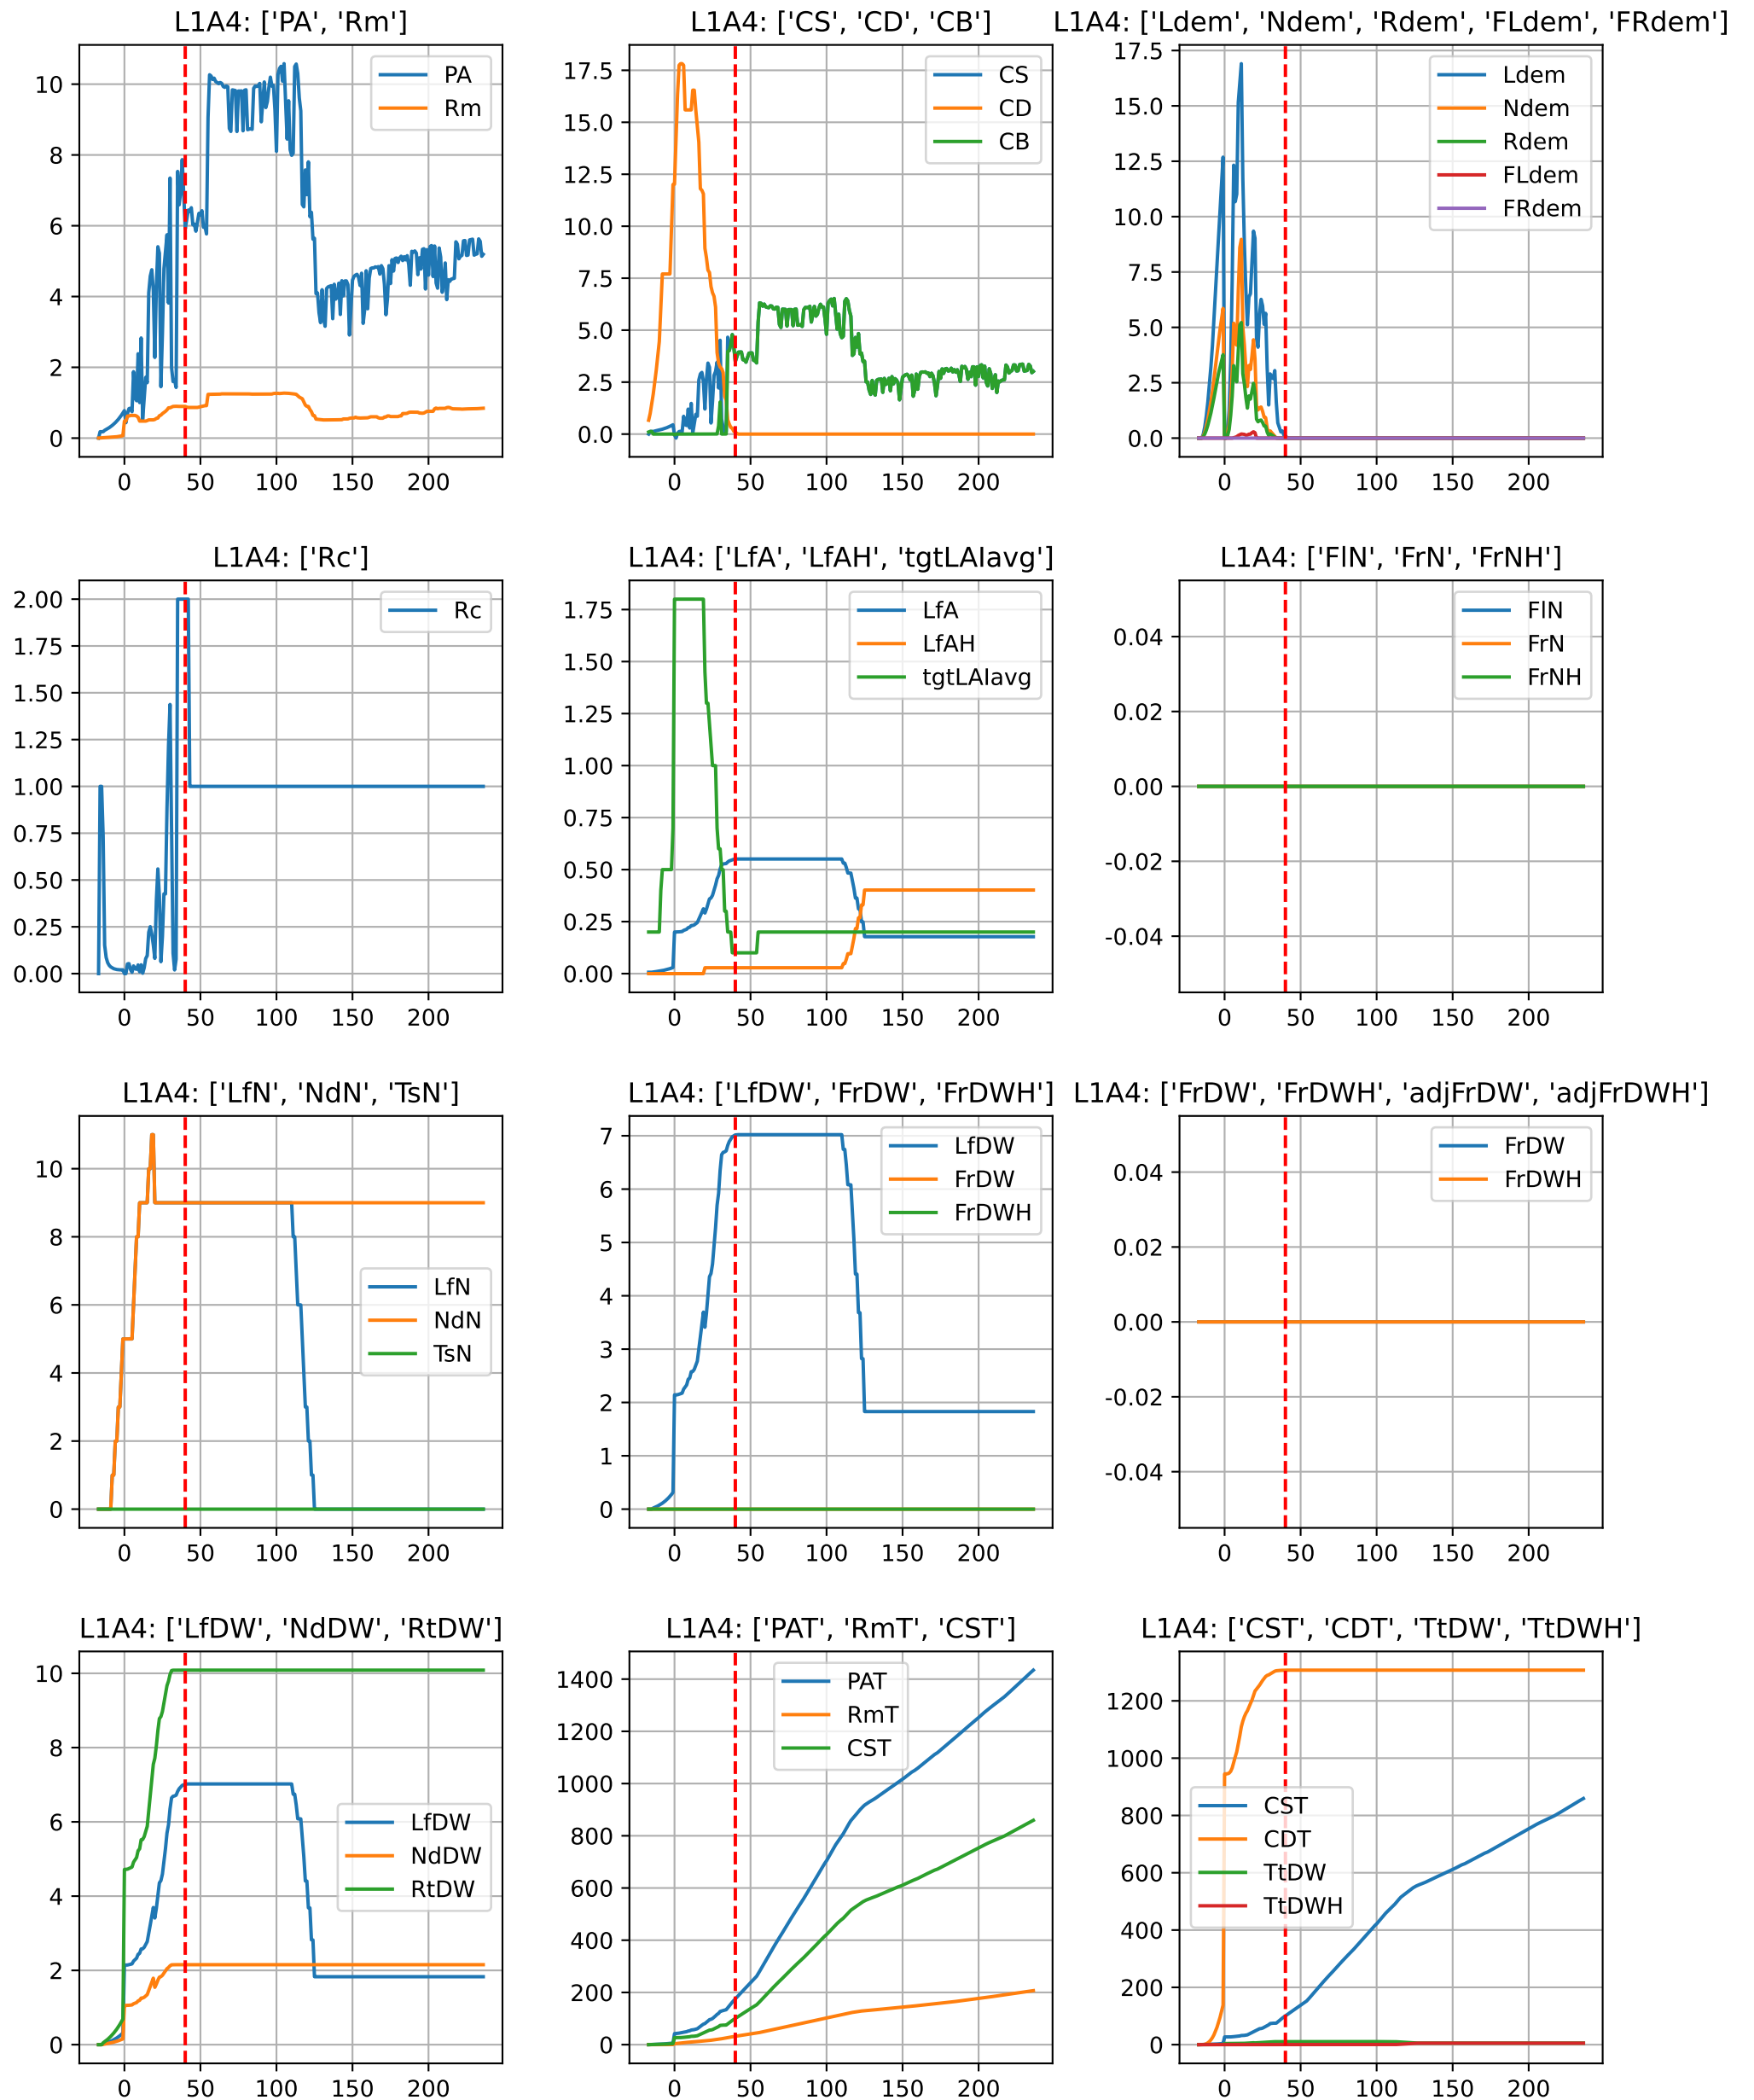 L1A4: ['PA', 'Rm']
10
8
6
4
2
0
0 50 100 150 200
PA
Rm
L1A4: ['CS', 'CD', 'CB']
17.5
15.0
12.5
10.0
7.5
5.0
2.5
0.0
0 50 100 150 200
CS
CD
CB
L1A4: ['Ldem', 'Ndem', 'Rdem', 'FLdem', 'FRdem']
17.5
15.0
12.5
10.0
7.5
5.0
2.5
0.0
0 50 100 150 200
Ldem
Ndem
Rdem
FLdem
FRdem
L1A4: ['Rc']
2.00
1.75
1.50
1.25
1.00
0.75
0.50
0.25
0.00
0 50 100 150 200
Rc
L1A4: ['LfA', 'LfAH', 'tgtLAIavg']
1.75
1.50
1.25
1.00
0.75
0.50
0.25
0.00
0 50 100 150 200
LfA
LfAH
tgtLAIavg
L1A4: ['FlN', 'FrN', 'FrNH']
0.04
0.02
0.00
-0.02
-0.04
0 50 100 150 200
FlN
FrN
FrNH
L1A4: ['LfN', 'NdN', 'TsN']
10
8
6
4
2
0
0 50 100 150 200
LfN
NdN
TsN
L1A4: ['LfDW', 'FrDW', 'FrDWH']
7
6
5
4
3
2
1
0
0 50 100 150 200
LfDW
FrDW
FrDWH
L1A4: ['FrDW', 'FrDWH', 'adjFrDW', 'adjFrDWH']
0.04
0.02
0.00
-0.02
-0.04
0 50 100 150 200
FrDW
FrDWH
L1A4: ['LfDW', 'NdDW', 'RtDW']
10
8
6
4
2
0
0 50 100 150 200
LfDW
NdDW
RtDW
L1A4: ['PAT', 'RmT', 'CST']
1400
1200
1000
800
600
400
200
0
0 50 100 150 200
PAT
RmT
CST
L1A4: ['CST', 'CDT', 'TtDW', 'TtDWH']
1200
1000
800
600
400
200
0
0 50 100 150 200
CST
CDT
TtDW
TtDWH